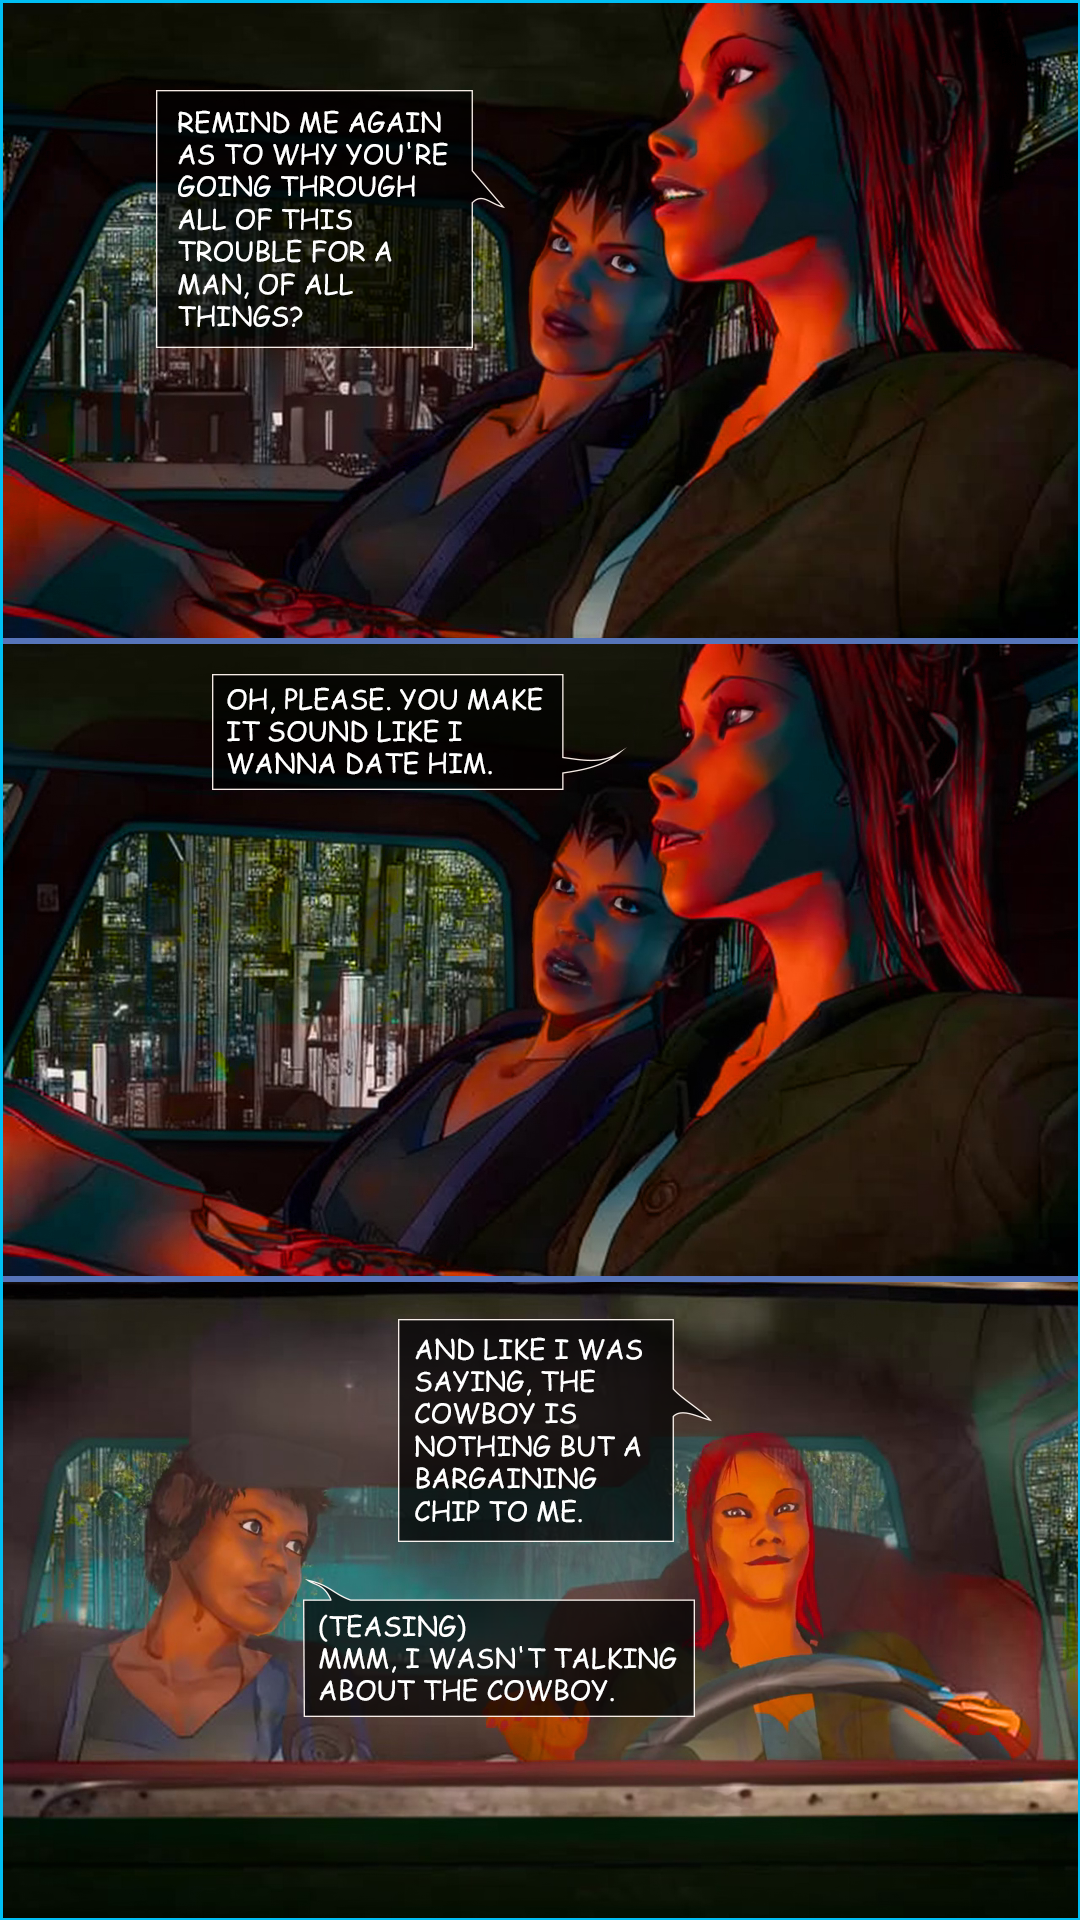 REMIND ME AGAIN
AS TO WHY YOU'RE
GOING THROUGH
ALL OF THIS
TROUBLE FOR A
MAN, OF ALL
THINGS?
OH, PLEASE. YOU MAKE
IT SOUND LIKE I
WANNA DATE HIM.
AND LIKE I WAS
SAYING, THE
COWBOY IS
NOTHING BUT A
BARGAINING
CHIP TO ME.
(TEASING)
MMM, I WASN'T TALKING
ABOUT THE COWBOY.